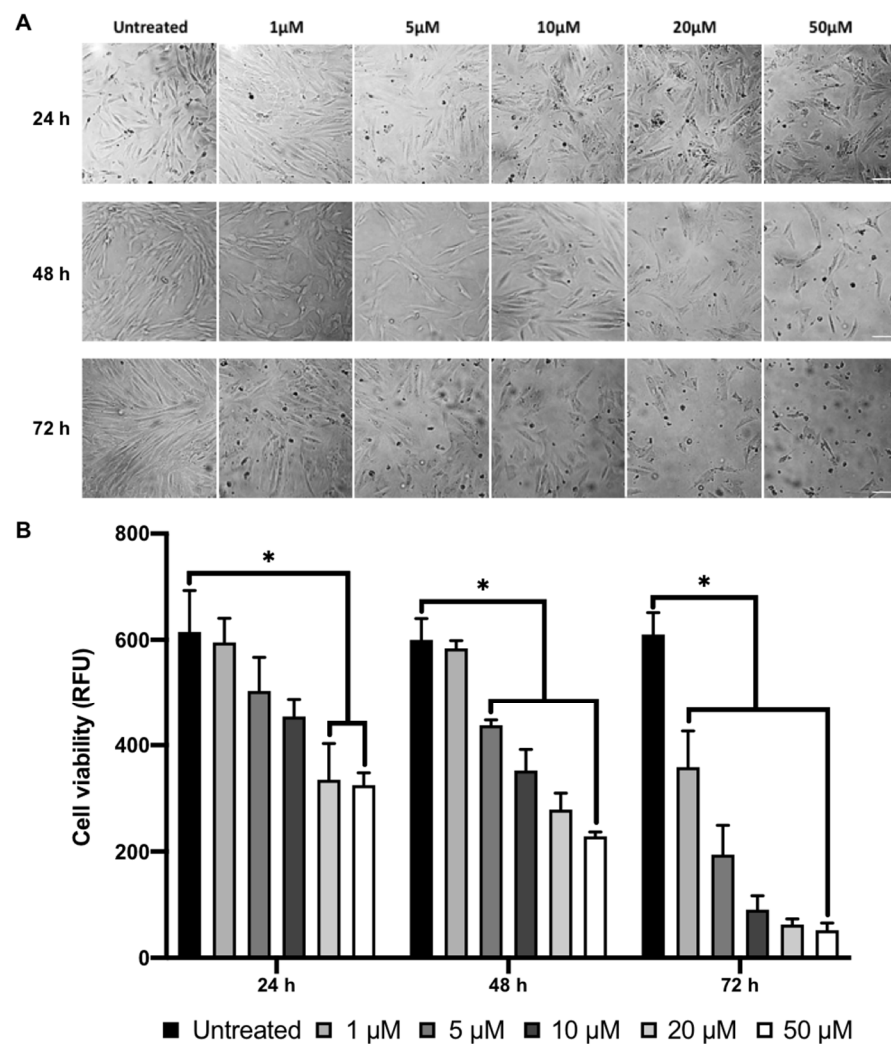 A
Untreated 1μM 5μM 10μM 20μM 50μM
24 h
48 h
72 h
B
Cell viability (RFU)
800
600
400
200
0
* * *
24 h 48 h 72 h
Untreated 1 μM 5 μM 10 μM 20 μM 50 μM